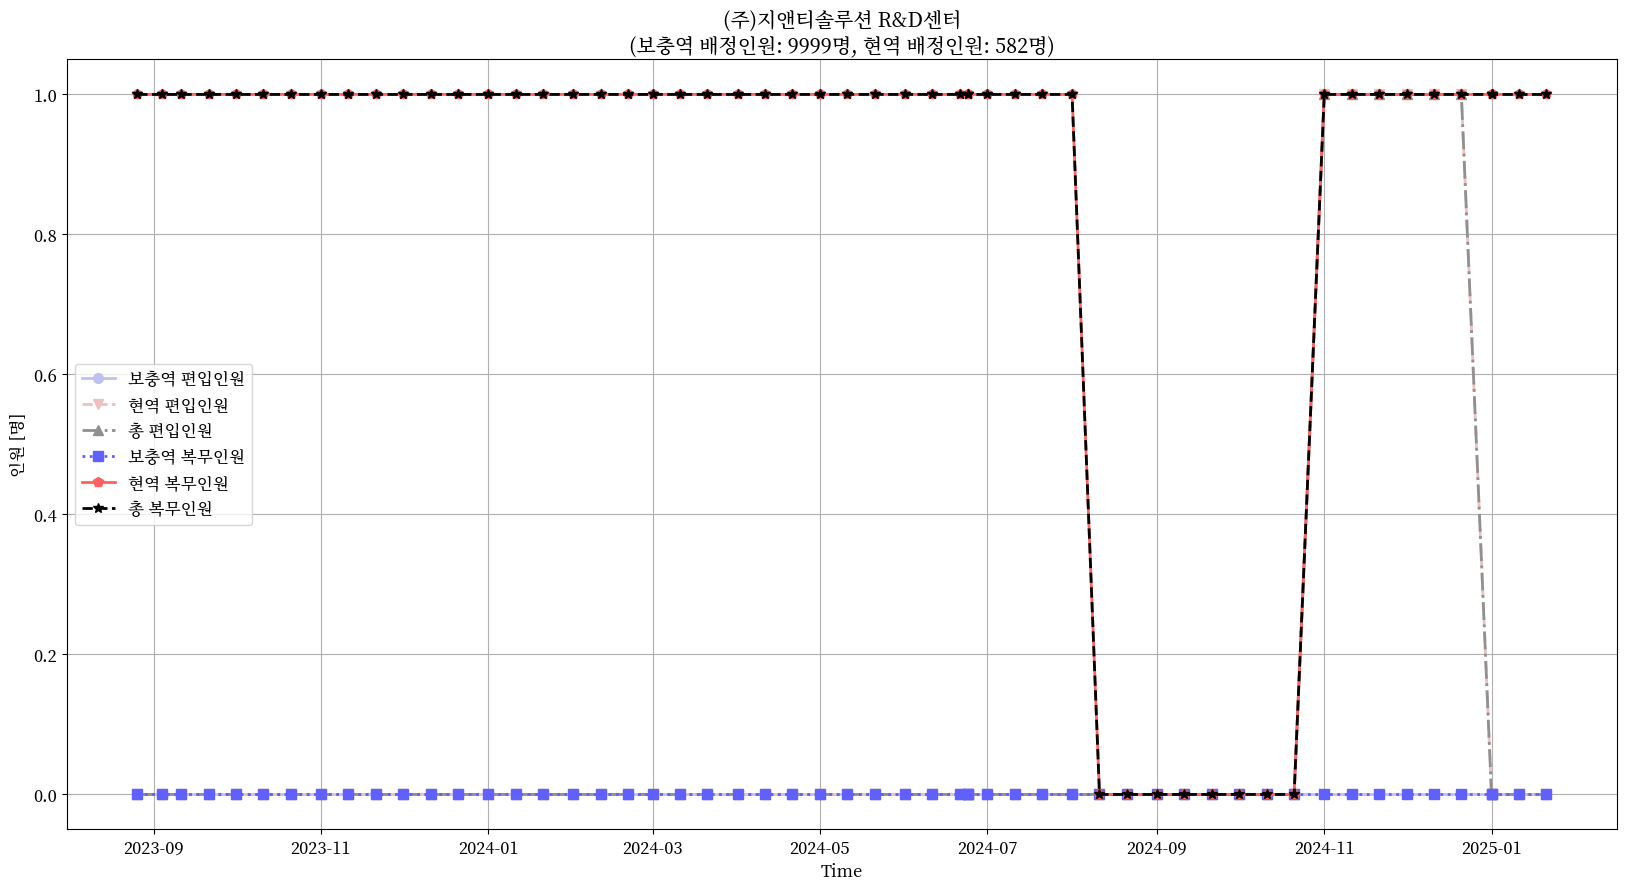 (주)지앤티솔루션 R&D센터
(보충역 배정인원: 9999명, 현역 배정인원: 582명)
인원 [명]
1.0
0.8
0.6
0.4
0.2
0.0
보충역 편입인원
현역 편입인원
총 편입인원
보충역 복무인원
현역 복무인원
총 복무인원
2023-09 2023-11 2024-01 2024-03 2024-05 2024-07 2024-09 2024-11 2025-01
Time